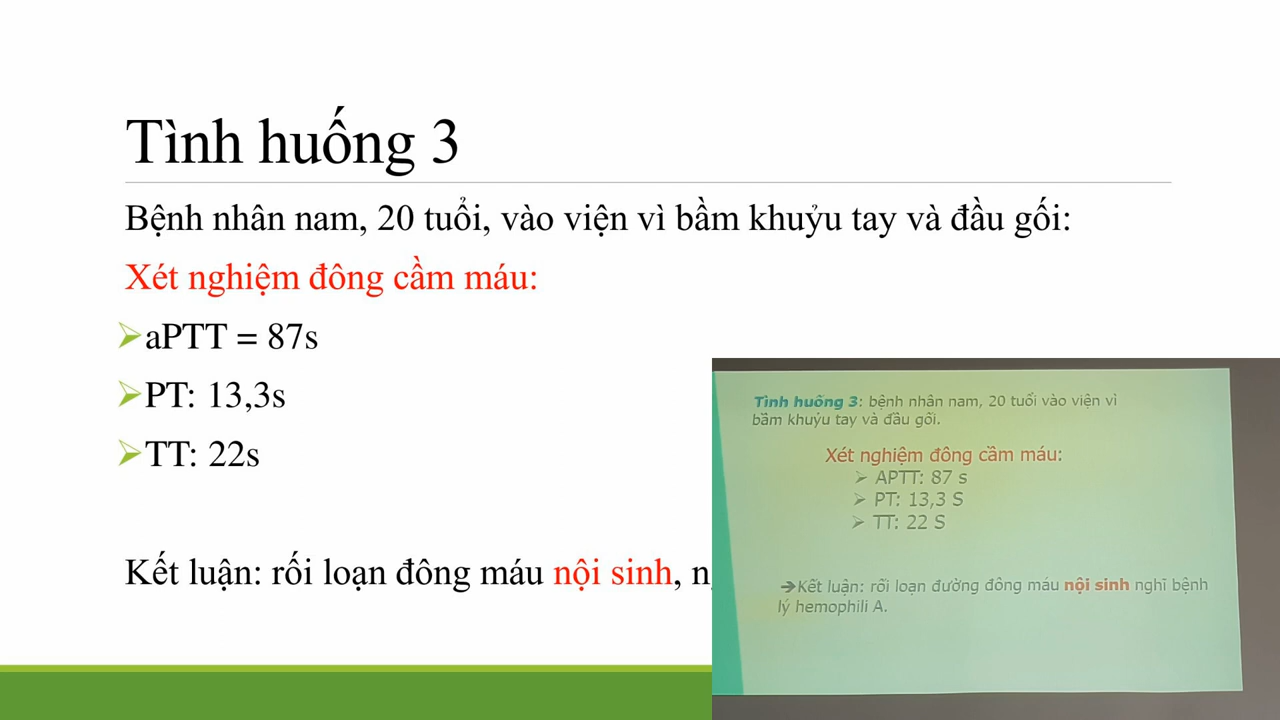 Tình huống 3
Bệnh nhân nam, 20 tuổi, vào viện vì bầm khuỷu tay và đầu gối:
Xét nghiệm đông cầm máu:
aPTT = 87s
PT: 13,3s
TT: 22s
Kết luận: rối loạn đông máu nội sinh,
Tình huống 3: bệnh nhân nam, 20 tuổi vào viện vì
bầm khuỷu tay và đầu gối.
Xét nghiệm đông cầm máu:
APTT: 87 s
PT: 13,3 S
TT: 22 S
➔Kết luận: rối loạn đường đông máu nội sinh nghĩ bệnh
lý hemophili A.